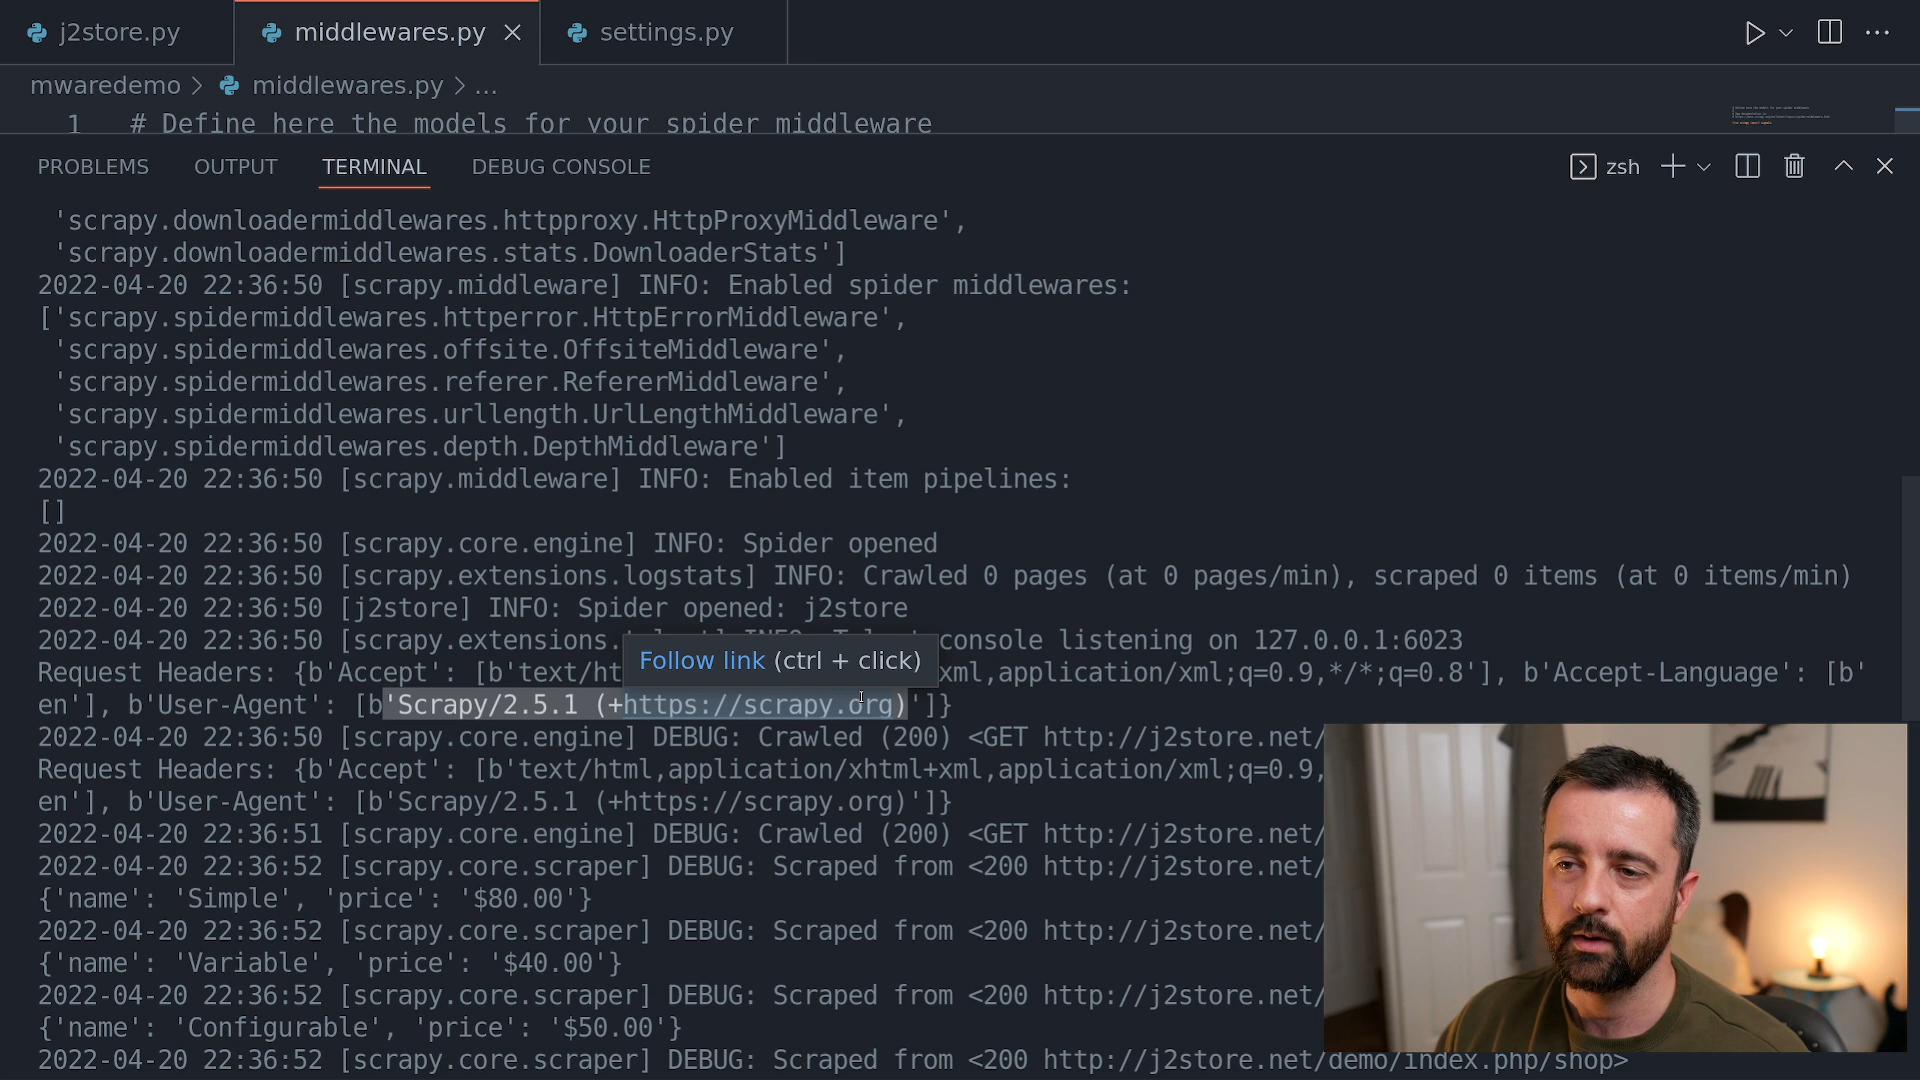 j2store.py
middlewares.py
settings.py
mwaredemo > middlewares.py > ...
1 # Define here the models for your spider middleware
PROBLEMS OUTPUT TERMINAL DEBUG CONSOLE
zsh
'scrapy.downloadermiddlewares.httpproxy.HttpProxyMiddleware',
'scrapy.downloadermiddlewares.stats.DownloaderStats']
2022-04-20 22:36:50 [scrapy.middleware] INFO: Enabled spider middlewares:
['scrapy.spidermiddlewares.httperror.HttpErrorMiddleware',
'scrapy.spidermiddlewares.offsite.OffsiteMiddleware',
'scrapy.spidermiddlewares.referer.RefererMiddleware',
'scrapy.spidermiddlewares.urllength.UrlLengthMiddleware',
'scrapy.spidermiddlewares.depth.DepthMiddleware']
2022-04-20 22:36:50 [scrapy.middleware] INFO: Enabled item pipelines:
[]
2022-04-20 22:36:50 [scrapy.core.engine] INFO: Spider opened
2022-04-20 22:36:50 [scrapy.extensions.logstats] INFO: Crawled 0 pages (at 0 pages/min), scraped 0 items (at 0 items/min)
2022-04-20 22:36:50 [j2store] INFO: Spider opened: j2store
2022-04-20 22:36:50 [scrapy.extensions. console listening on 127.0.0.1:6023
Follow link (ctrl + click)
Request Headers: {b'Accept': [b'text/ht xml,application/xml;q=0.9,*/*;q=0.8'], b'Accept-Language': [b'
en'], b'User-Agent': [b'Scrapy/2.5.1 (+https://scrapy.org)']}
2022-04-20 22:36:50 [scrapy.core.engine] DEBUG: Crawled (200) <GET http://j2store.net/
Request Headers: {b'Accept': [b'text/html,application/xhtml+xml,application/xml;q=0.9,
en'], b'User-Agent': [b'Scrapy/2.5.1 (+https://scrapy.org)']}
2022-04-20 22:36:51 [scrapy.core.engine] DEBUG: Crawled (200) <GET http://j2store.net/
2022-04-20 22:36:52 [scrapy.core.scraper] DEBUG: Scraped from <200 http://j2store.net/
{'name': 'Simple', 'price': '$80.00'}
2022-04-20 22:36:52 [scrapy.core.scraper] DEBUG: Scraped from <200 http://j2store.net/
{'name': 'Variable', 'price': '$40.00'}
2022-04-20 22:36:52 [scrapy.core.scraper] DEBUG: Scraped from <200 http://j2store.net/
{'name': 'Configurable', 'price': '$50.00'}
2022-04-20 22:36:52 [scrapy.core.scraper] DEBUG: Scraped from <200 http://j2store.net/demo/index.php/shop>